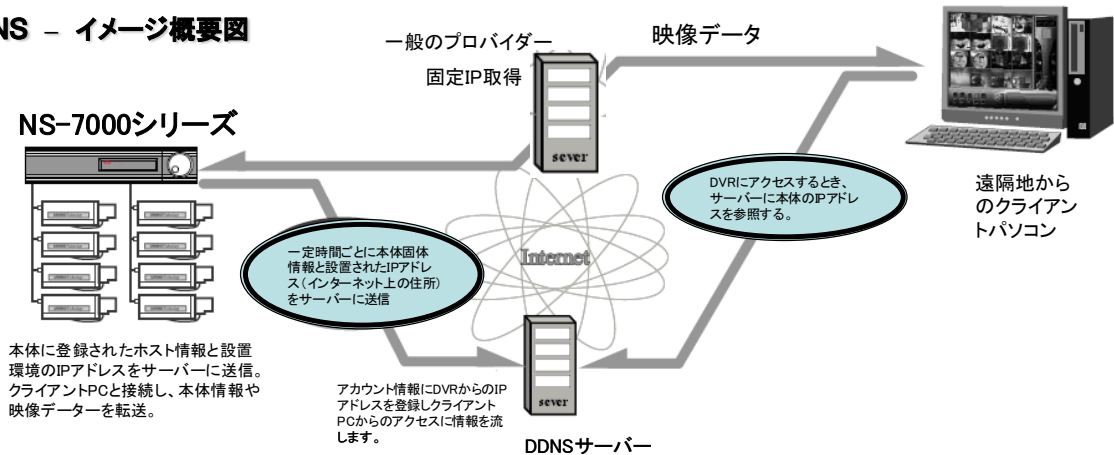 NS – イメージ概要図
一般のプロバイダー
固定IP取得
映像データ
NS-7000シリーズ
sever
DVRにアクセスするとき、
サーバーに本体のIPアドレ
スを参照する。
遠隔地から
のクライアン
トパソコン
Internet
一定時間ごとに本体固体
情報と設置されたIPアドレ
ス(インターネット上の住所)
をサーバーに送信
本体に登録されたホスト情報と設置
環境のIPアドレスをサーバーに送信。
クライアントPCと接続し、本体情報や
映像データーを転送。
アカウント情報にDVRからのIP
アドレスを登録しクライアント
PCからのアクセスに情報を流
します。
sever
DDNSサーバー